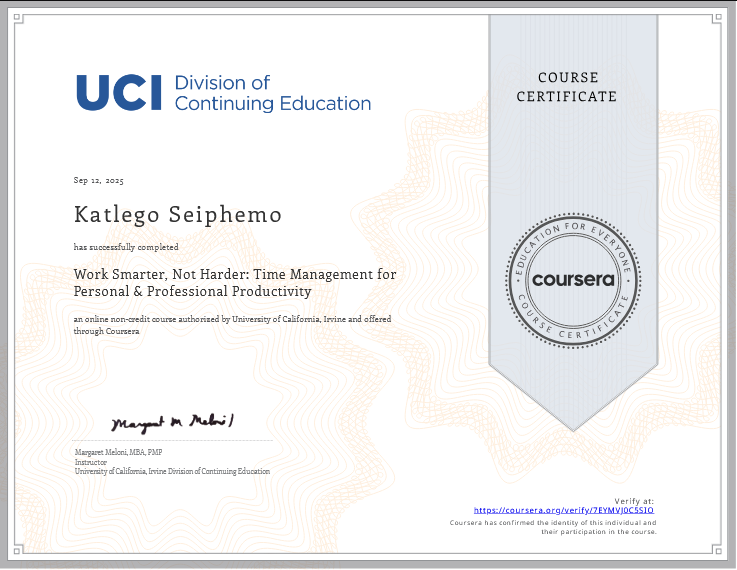 UCI Division of
Continuing Education
COURSE
CERTIFICATE
Sep 12, 2025
Katlego Seiphemo
has successfully completed
Work Smarter, Not Harder: Time Management for
Personal & Professional Productivity
an online non-credit course authorized by University of California, Irvine and offered
through Coursera
EDUCATION FOR EVERYONE
coursera
COURSE CERTIFICATE
Margaret M Meloni
Margaret Meloni, MBA, PMP
Instructor
University of California, Irvine Division of Continuing Education
Verify at:
https://coursera.org/verify/7EYMVJ0C5SIO
Coursera has confirmed the identity of this individual and
their participation in the course.